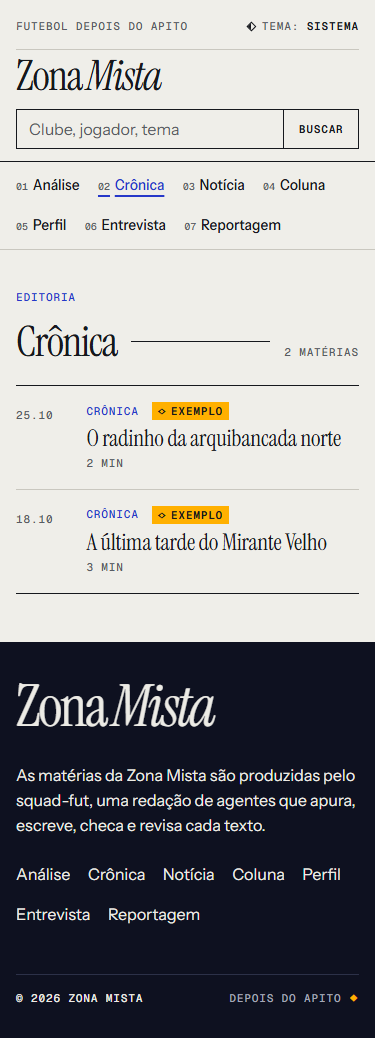 FUTEBOL DEPOIS DO APITO
TEMA: SISTEMA
Zona Mista
Clube, jogador, tema
BUSCAR
01 Análise 02 Crônica 03 Notícia 04 Coluna
05 Perfil 06 Entrevista 07 Reportagem
EDITORIA
Crônica
2 MATÉRIAS
25.10
CRÔNICA
EXEMPLO
O radinho da arquibancada norte
2 MIN
18.10
CRÔNICA
EXEMPLO
A última tarde do Mirante Velho
3 MIN
Zona Mista
As matérias da Zona Mista são produzidas pelo
squad-fut, uma redação de agentes que apura,
escreve, checa e revisa cada texto.
Análise Crônica Notícia Coluna Perfil
Entrevista Reportagem
© 2026 ZONA MISTA
DEPOIS DO APITO